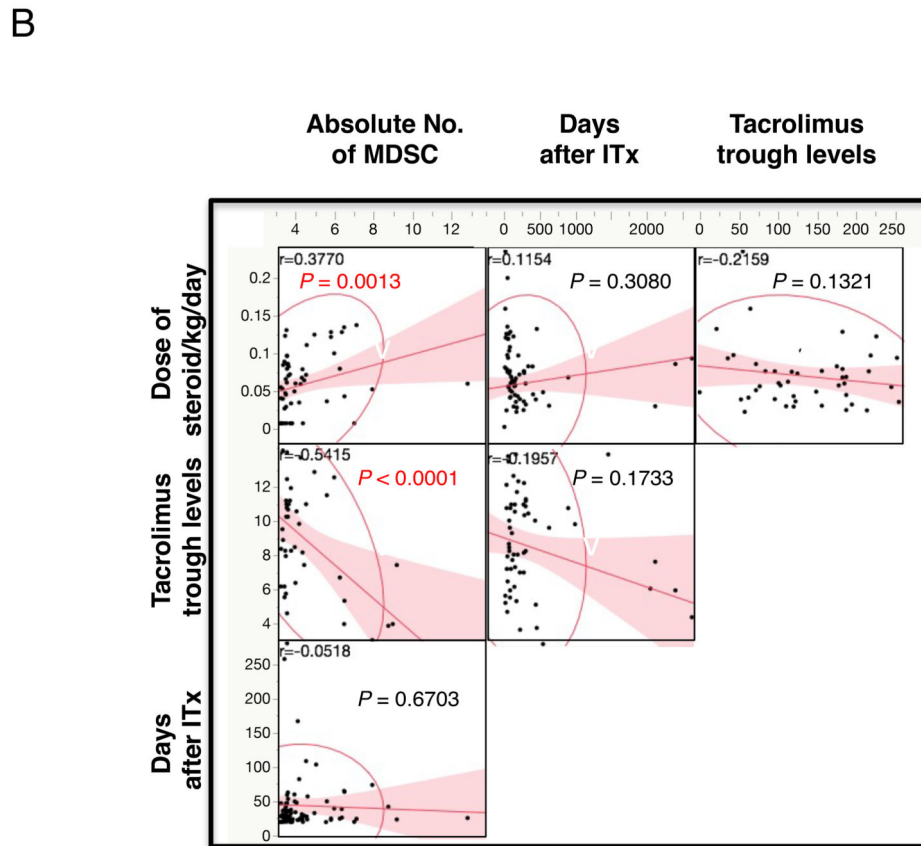 B
Absolute No.
of MDSC
Days
after ITx
Tacrolimus
trough levels
4 6 8 10 12
0 500 1000 2000
0 50 100 150 200 250
Dose of
steroid/kg/day
0.2
0.15
0.1
0.05
0
r=0.3770
P = 0.0013
r=0.1154
P = 0.3080
r=-0.2159
P = 0.1321
Tacrolimus
trough levels
12
10
8
6
4
r=-0.5415
P < 0.0001
r=-0.1957
P = 0.1733
Days
after ITx
250
200
150
100
50
0
r=-0.0518
P = 0.6703